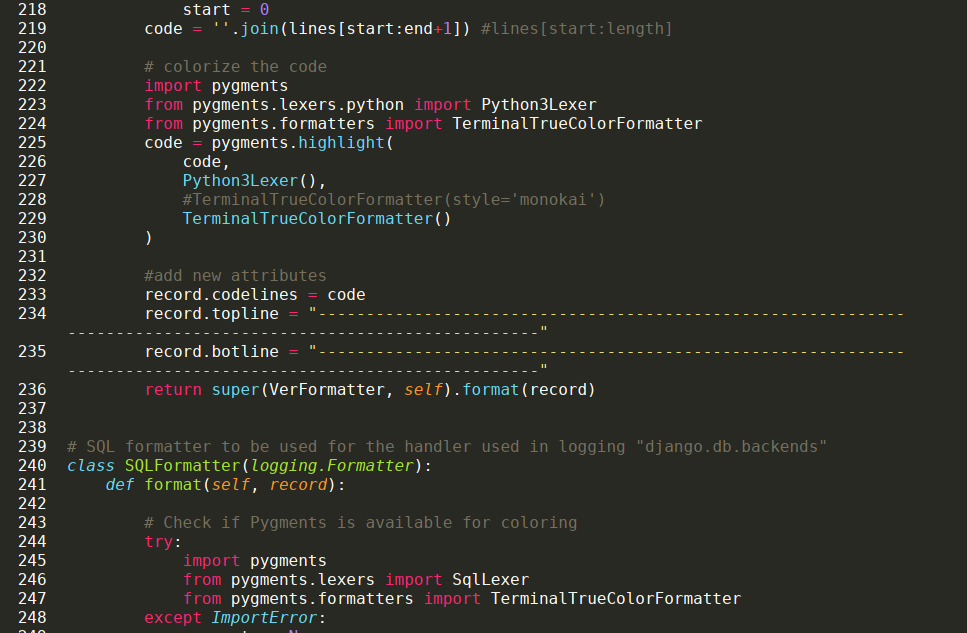 218             start = 0
219         code = ''.join(lines[start:end+1]) #lines[start:length]
220
221         # colorize the code
222         import pygments
223         from pygments.lexers.python import Python3Lexer
224         from pygments.formatters import TerminalTrueColorFormatter
225         code = pygments.highlight(
226             code,
227             Python3Lexer(),
228             #TerminalTrueColorFormatter(style='monokai')
229             TerminalTrueColorFormatter()
230         )
231
232         #add new attributes
233         record.codelines = code
234         record.topline = "-------------------------------------------------------------
-------------------------------------------------"
235         record.botline = "-------------------------------------------------------------
-------------------------------------------------"
236         return super(VerFormatter, self).format(record)
237
238
239 # SQL formatter to be used for the handler used in logging "django.db.backends"
240 class SQLFormatter(logging.Formatter):
241     def format(self, record):
242
243         # Check if Pygments is available for coloring
244         try:
245             import pygments
246             from pygments.lexers import SqlLexer
247             from pygments.formatters import TerminalTrueColorFormatter
248         except ImportError: